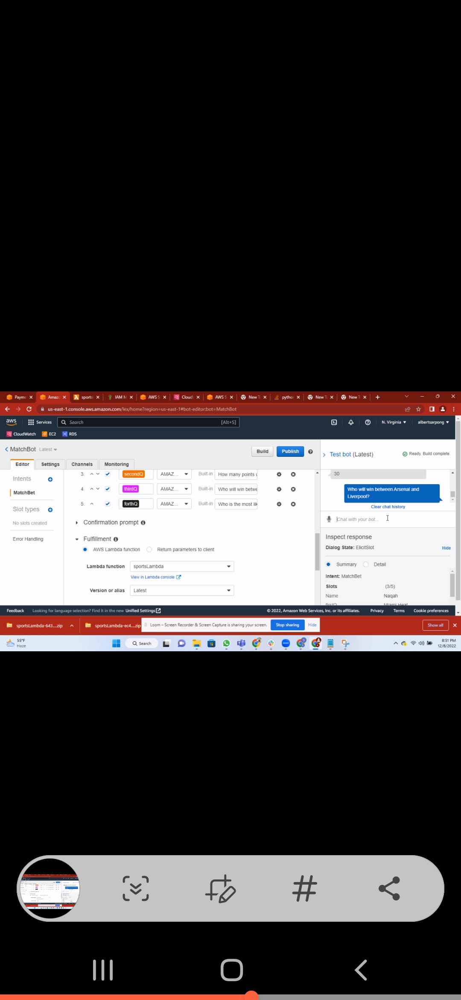 Payme
Amazo
sports
IAM M
AWS S
Cloud
AWS S
New T
pythor
New T
New T
us-east-1.console.aws.amazon.com/lex/home?region=us-east-1#bot-editor:bot=MatchBot
aws
Services
Search
[Alt+S]
N. Virginia
albertsarpong
CloudWatch
EC2
RDS
MatchBot
Latest
Build
Publish
Test bot (Latest)
Ready. Build complete.
Editor
Settings
Channels
Monitoring
Intents
MatchBet
Slot types
No slots created
Error Handling
3.
secondQ
AMAZ...
Built-in
How many points
4.
thirdQ
AMAZ...
Built-in
Who will win betwe
5.
forthQ
AMAZ...
Built-in
Who is the most lik
Confirmation prompt
Fulfillment
AWS Lambda function
Return parameters to client
Lambda function
sportsLambda
View in Lambda console
Version or alias
Latest
30
Who will win between Arsenal and
Liverpool?
Clear chat history
Chat with your bot...
Inspect response
Dialog State: ElicitSlot
Hide
Summary
Detail
Intent: MatchBet
Slots
(3/5)
Name
Naqah
firstQ
Miami Heat
Feedback
Looking for language selection? Find it in the new Unified Settings
© 2022, Amazon Web Services, Inc. or its affiliates.
Privacy
Terms
Cookie preferences
sportsLambda-643....zip
sportsLambda-ec4....zip
Loom – Screen Recorder & Screen Capture is sharing your screen.
Stop sharing
Hide
Show all
55°F
Haze
Search
8:51 PM
12/8/2022